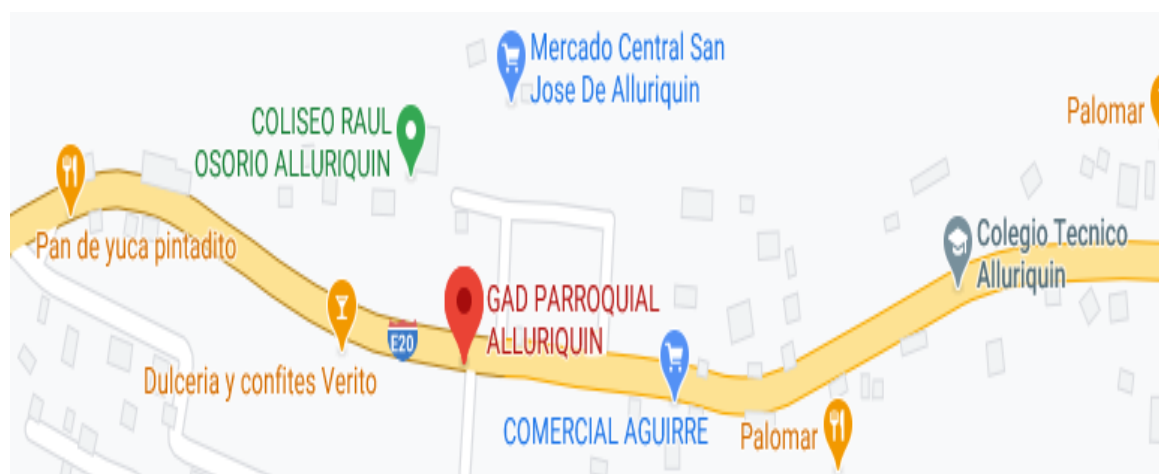 Mercado Central San
Jose De Alluriquin
Palomar
COLISEO RAUL
OSORIO ALLURIQUIN
Pan de yuca pintadito
Colegio Tecnico
Alluriquin
GAD PARROQUIAL
ALLURIQUIN
E20
Dulceria y confites Verito
COMERCIAL AGUIRRE
Palomar